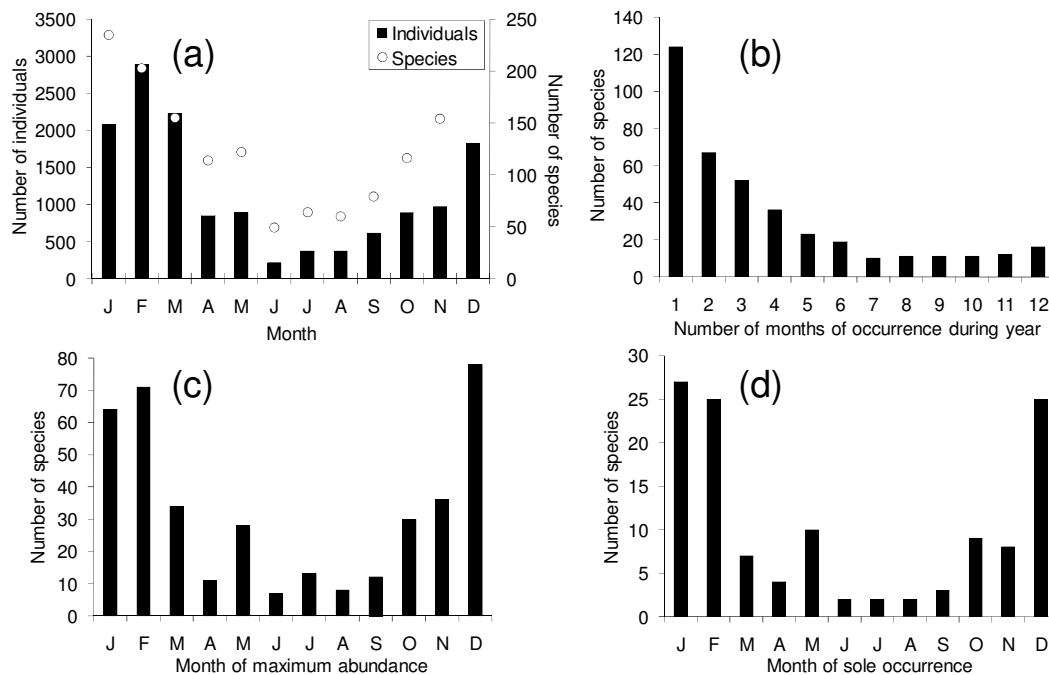 (a)
Individuals
Species
3500
3000
2500
2000
1500
1000
500
0
250
200
150
100
50
0
Number of individuals
Number of species
J F M A M J J A S O N D
Month
(b)
140
120
100
80
60
40
20
0
Number of species
1 2 3 4 5 6 7 8 9 10 11 12
Number of months of occurrence during year
(c)
80
70
60
50
40
30
20
10
0
Number of species
J F M A M J J A S O N D
Month of maximum abundance
(d)
30
25
20
15
10
5
0
Number of species
J F M A M J J A S O N D
Month of sole occurrence